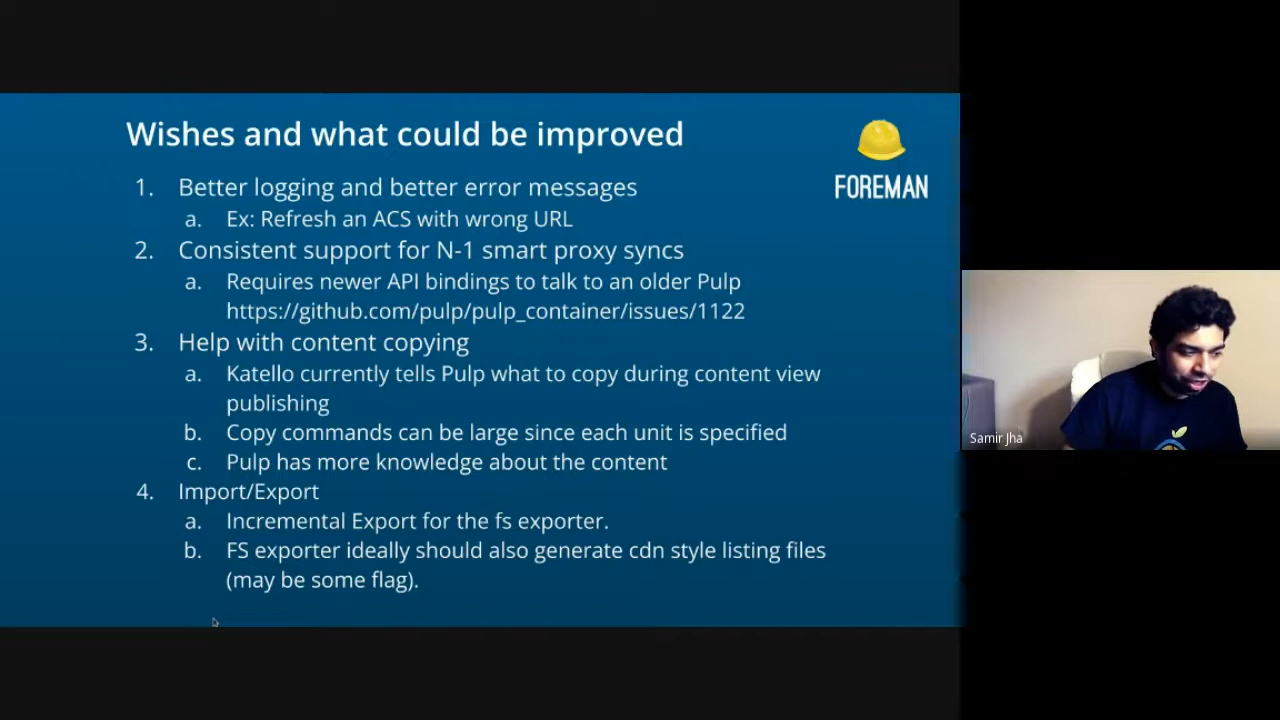 Wishes and what could be improved
FOREMAN
1. Better logging and better error messages
a. Ex: Refresh an ACS with wrong URL
2. Consistent support for N-1 smart proxy syncs
a. Requires newer API bindings to talk to an older Pulp
https://github.com/pulp/pulp_container/issues/1122
3. Help with content copying
a. Katello currently tells Pulp what to copy during content view
publishing
b. Copy commands can be large since each unit is specified
c. Pulp has more knowledge about the content
4. Import/Export
a. Incremental Export for the fs exporter.
b. FS exporter ideally should also generate cdn style listing files
(may be some flag).
Samir Jha